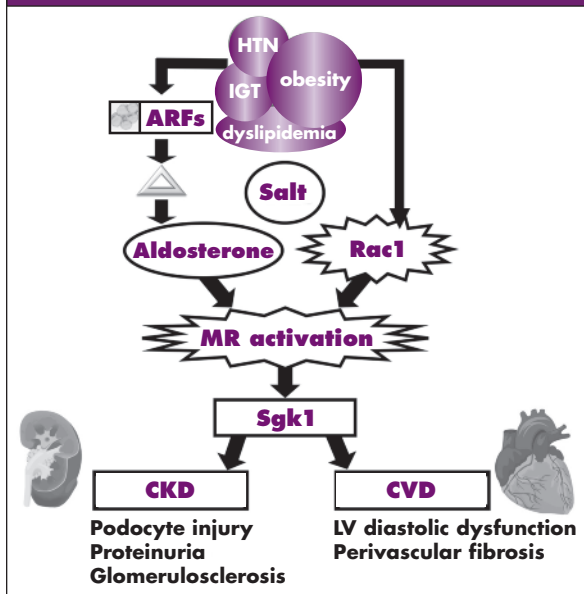 HTN
obesity
IGT
dyslipidemia
ARFs
Salt
Aldosterone
Rac1
MR activation
Sgk1
CKD
CVD
Podocyte injury
Proteinuria
Glomerulosclerosis
LV diastolic dysfunction
Perivascular fibrosis